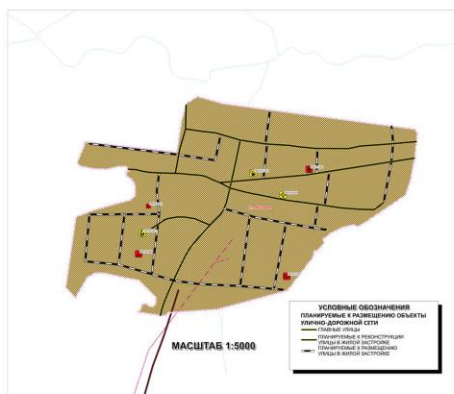 МАСШТАБ 1:5000
УСЛОВНЫЕ ОБОЗНАЧЕНИЯ
ПЛАНИРУЕМЫЕ К РАЗМЕЩЕНИЮ ОБЪЕКТЫ
УЛИЧНО-ДОРОЖНОЙ СЕТИ
ГЛАВНЫЕ УЛИЦЫ
ПЛАНИРУЕМЫЕ К РЕКОНСТРУКЦИИ
УЛИЦЫ В ЖИЛОЙ ЗАСТРОЙКЕ
ПЛАНИРУЕМЫЕ К РАЗМЕЩЕНИЮ
УЛИЦЫ В ЖИЛОЙ ЗАСТРОЙКЕ